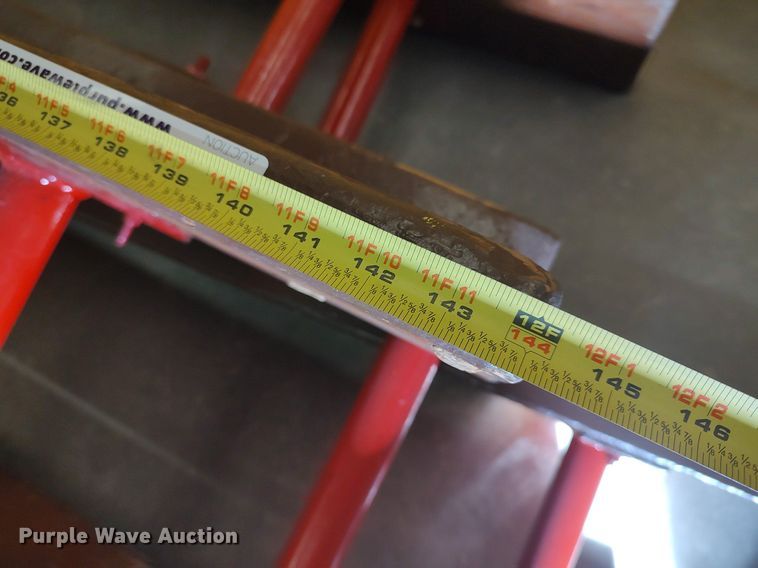 www.purplewave.co
AUCTION
11F5 11F6 11F7 11F8 11F9 11F10 11F11 12F 12F1 12F2
137 138 139 140 141 142 143 144 145 146
Purple Wave Auction